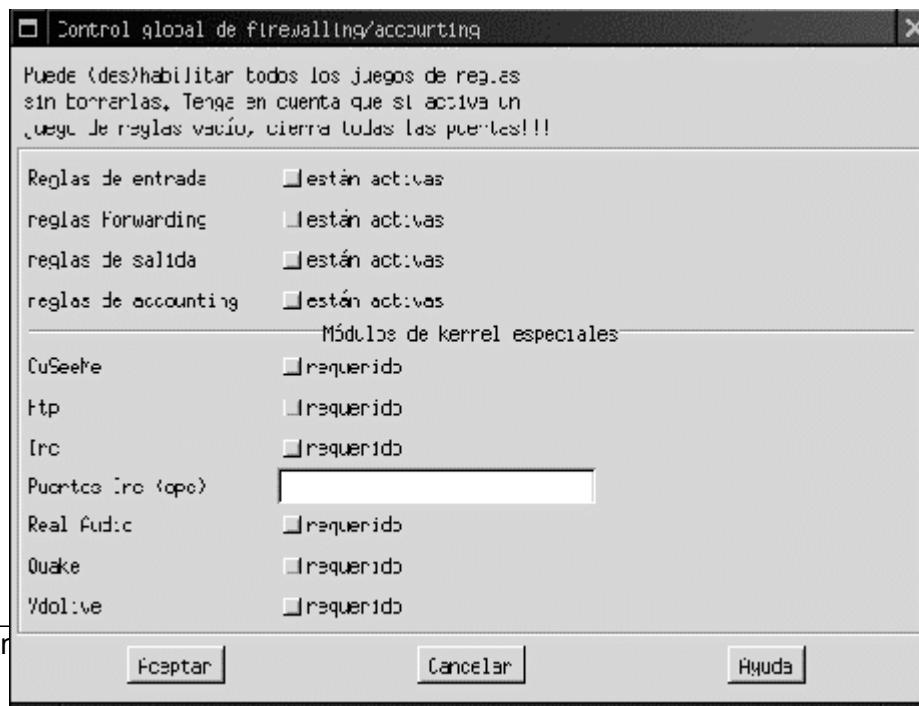 Control global de firewalling/accounting
Puede (des)habilitar todos los juegos de reglas
sin borrarlas. Tenga en cuenta que si activa un
juego de reglas vacío, cierra todas las puertas!!!
Reglas de entrada están activas
reglas Forwarding están activas
reglas de salida están activas
reglas de accounting están activas
Módulos de kernel especiales
CuSeeMe requerido
Ftp requerido
Irc requerido
Puertos Irc (opc)
Real Audio requerido
Quake requerido
Vdolive requerido
Aceptar Cancelar Ayuda